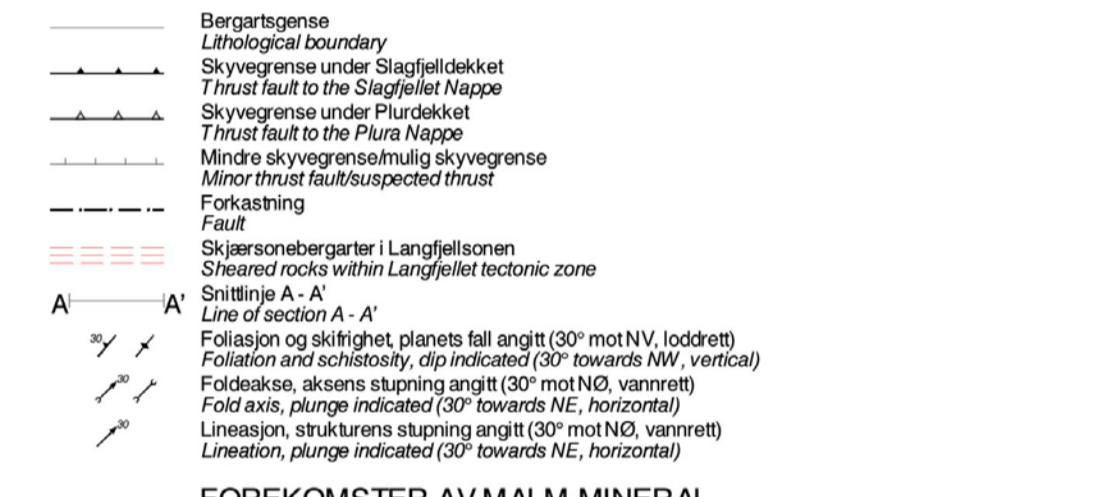 Bergartsgense
Lithological boundary
Skyvegrense under Slagfjelldekket
Thrust fault to the Slagfjellet Nappe
Skyvegrense under Plurdekket
Thrust fault to the Plura Nappe
Mindre skyvegrense/mulig skyvegrense
Minor thrust fault/suspected thrust
Forkastning
Fault
Skjærsonebergarter i Langfjellsonen
Sheared rocks within Langfjellet tectonic zone
A A' Snittlinje A - A'
Line of section A - A'
30 Foliasjon og skifrighet, planets fall angitt (30° mot NV, loddrett)
Foliation and schistosity, dip indicated (30° towards NW, vertical)
30 Foldeakse, aksens stupning angitt (30° mot NØ, vannrett)
Fold axis, plunge indicated (30° towards NE, horizontal)
30 Lineasjon, strukturens stupning angitt (30° mot NØ, vannrett)
Lineation, plunge indicated (30° towards NE, horizontal)
FOREKOMSTER AV MALM MINERAL